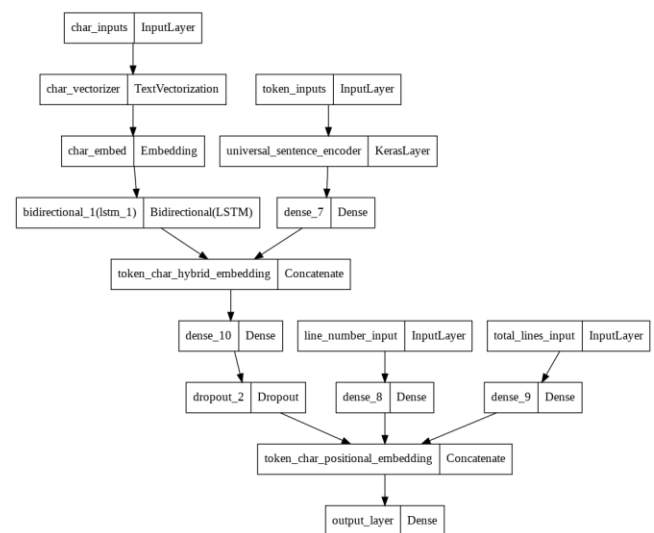 char_inputs InputLayer
char_vectorizer TextVectorization
token_inputs InputLayer
char_embed Embedding
universal_sentence_encoder KerasLayer
bidirectional_1(lstm_1) Bidirectional(LSTM)
dense_7 Dense
token_char_hybrid_embedding Concatenate
dense_10 Dense
line_number_input InputLayer
total_lines_input InputLayer
dropout_2 Dropout
dense_8 Dense
dense_9 Dense
token_char_positional_embedding Concatenate
output_layer Dense